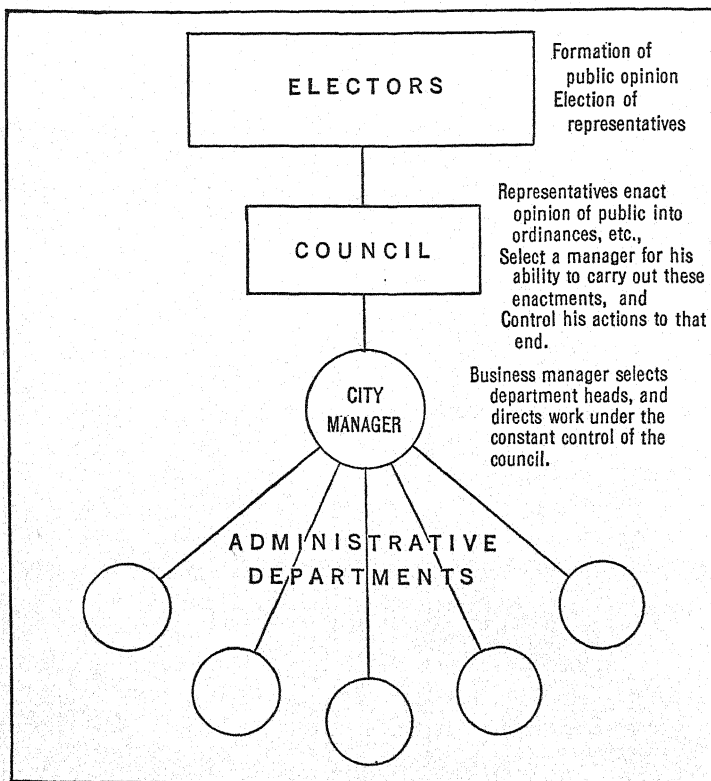 ELECTORS
Formation of
public opinion
Election of
representatives
COUNCIL
Representatives enact
opinion of public into
ordinances, etc.,
Select a manager for his
ability to carry out these
enactments, and
Control his actions to that
end.
CITY
MANAGER
Business manager selects
department heads, and
directs work under the
constant control of the
council.
ADMINISTRATIVE
DEPARTMENTS